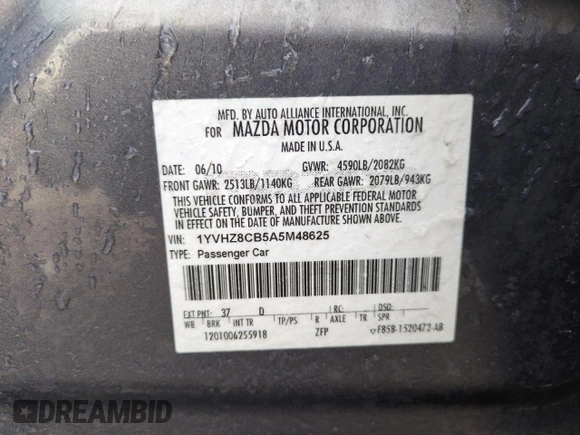 MFD. BY AUTO ALLIANCE INTERNATIONAL, INC.
FOR MAZDA MOTOR CORPORATION
MADE IN U.S.A.
DATE: 06/10 GVWR: 4590LB/2082KG
FRONT GAWR: 2513LB/1140KG REAR GAWR: 2079LB/943KG
THIS VEHICLE CONFORMS TO ALL APPLICABLE FEDERAL MOTOR
VEHICLE SAFETY, BUMPER, AND THEFT PREVENTION STANDARDS
IN EFFECT ON THE DATE OF MANUFACTURE SHOWN ABOVE.
VIN: 1YVHZ8CB5A5M48625
TYPE: Passenger Car
EXT PNT: 37 D RC: DSO:
WB BRK INT TR TP/PS R AXLE TR SPR
1201006255918 ZFP F85B-1520472-AB
DREAMBID